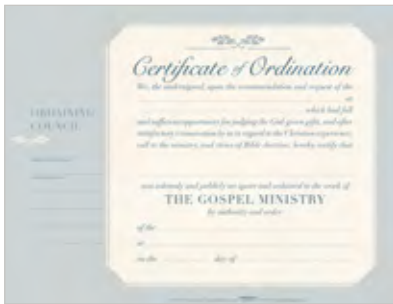 Certificate of Ordination
We, the undersigned, upon the recommendation and request of the
at
which had full
and sufficient opportunity for judging the God-given gifts, and after
satisfactory examination by us in regard to the Christian experience,
call to the ministry, and views of Bible doctrine, hereby certify that
was solemnly and publicly set apart and ordained to the work of
THE GOSPEL MINISTRY
by authority and order
of the
at
on the day of
ORDAINING
COUNCIL